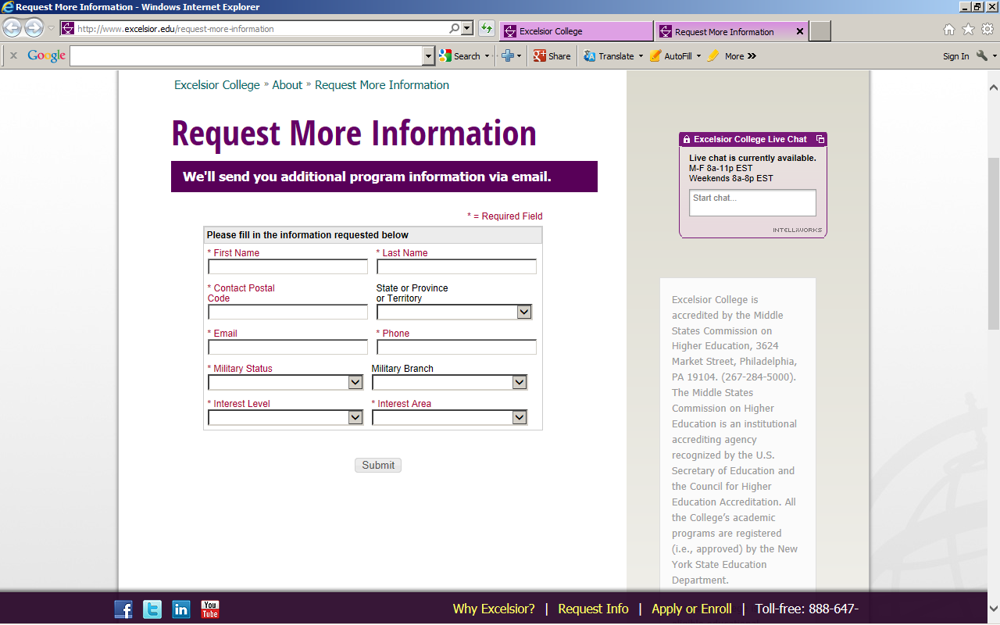 Request More Information - Windows Internet Explorer
http://www.excelsior.edu/request-more-information
Excelsior College
Request More Information
Google
Search
Share
Translate
AutoFill
More
Sign In
Excelsior College » About » Request More Information
Request More Information
We'll send you additional program information via email.
* = Required Field
Please fill in the information requested below
* First Name
* Last Name
* Contact Postal
Code
State or Province
or Territory
* Email
* Phone
* Military Status
Military Branch
* Interest Level
* Interest Area
Submit
Excelsior College Live Chat
Live chat is currently available.
M-F 8a-11p EST
Weekends 8a-8p EST
Start chat...
INTELLIWORKS
Excelsior College is
accredited by the Middle
States Commission on
Higher Education, 3624
Market Street, Philadelphia,
PA 19104. (267-284-5000).
The Middle States
Commission on Higher
Education is an institutional
accrediting agency
recognized by the U.S.
Secretary of Education and
the Council for Higher
Education Accreditation. All
the College's academic
programs are registered
(i.e., approved) by the New
York State Education
Department.
You Tube
Why Excelsior? | Request Info | Apply or Enroll | Toll-free: 888-647-